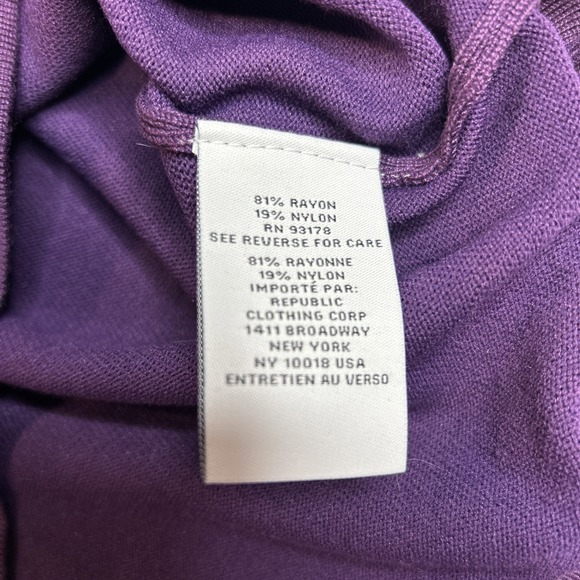 81% RAYON
19% NYLON
RN 93178
SEE REVERSE FOR CARE
81% RAYONNE
19% NYLON
IMPORTÉ PAR:
REPUBLIC
CLOTHING CORP
1411 BROADWAY
NEW YORK
NY 10018 USA
ENTRETIEN AU VERSO